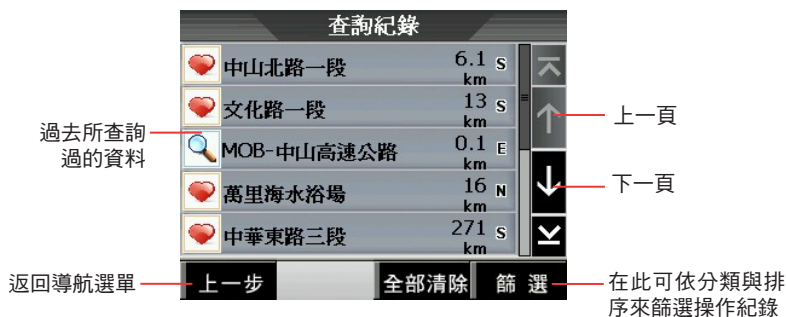 查詢紀錄
中山北路一段 6.1 km S
文化路一段 13 km S
MOB-中山高速公路 0.1 km E
萬里海水浴場 16 km N
中華東路三段 271 km S
上一步 全部清除 篩 選
過去所查詢
過的資料
返回導航選單
上一頁
下一頁
在此可依分類與排
序來篩選操作紀錄